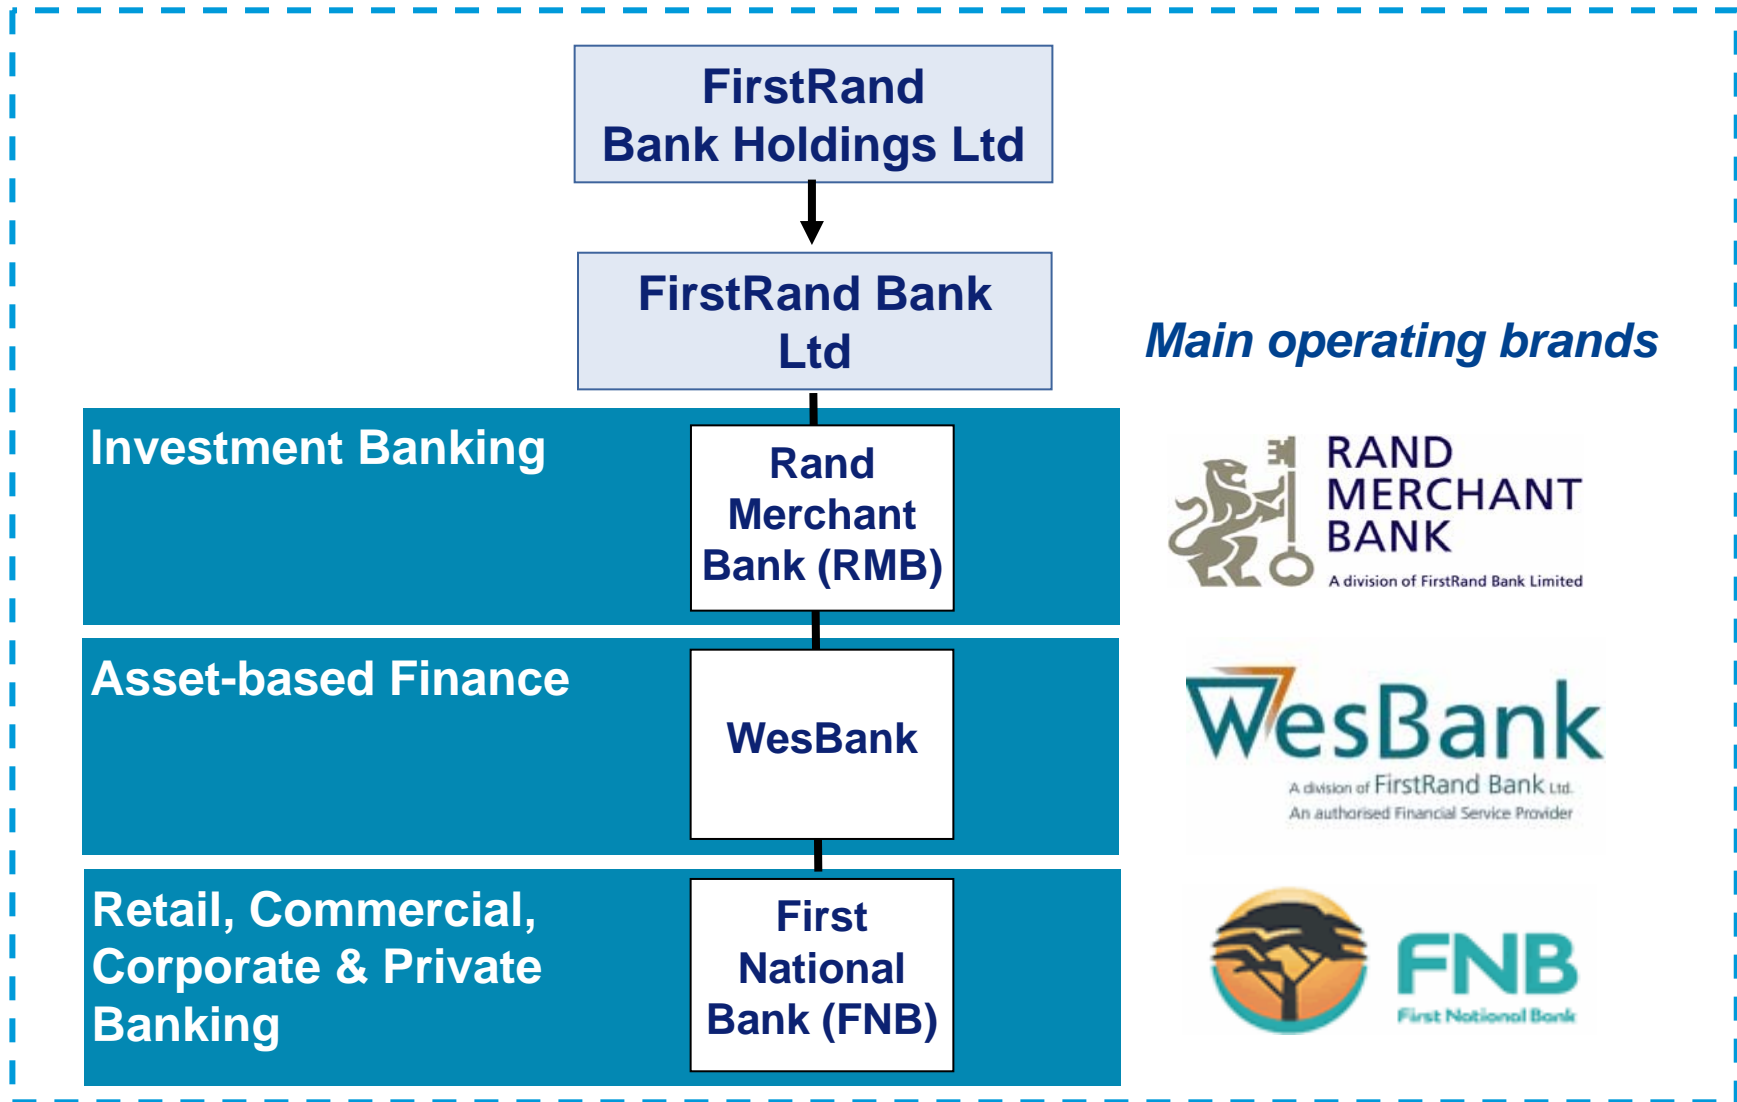 FirstRand
Bank Holdings Ltd
FirstRand Bank
Ltd
Main operating brands
Investment Banking
Rand
Merchant
Bank (RMB)
RAND
MERCHANT
BANK
A division of FirstRand Bank Limited
Asset-based Finance
WesBank
WesBank
A division of FirstRand Bank Ltd.
An authorised Financial Service Provider
Retail, Commercial,
Corporate & Private
Banking
First
National
Bank (FNB)
FNB
First National Bank